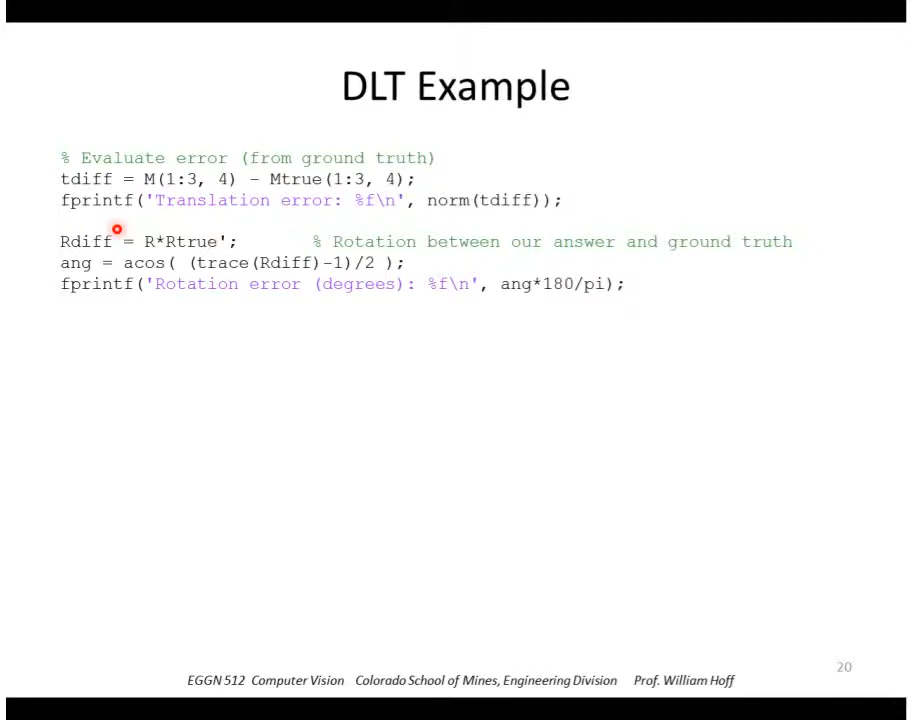 DLT Example
% Evaluate error (from ground truth)
tdiff = M(1:3, 4) - Mtrue(1:3, 4);
fprintf('Translation error: %f\n', norm(tdiff));
Rdiff = R*Rtrue'; % Rotation between our answer and ground truth
ang = acos( (trace(Rdiff)-1)/2 );
fprintf('Rotation error (degrees): %f\n', ang*180/pi);
20
EGGN 512 Computer Vision Colorado School of Mines, Engineering Division Prof. William Hoff